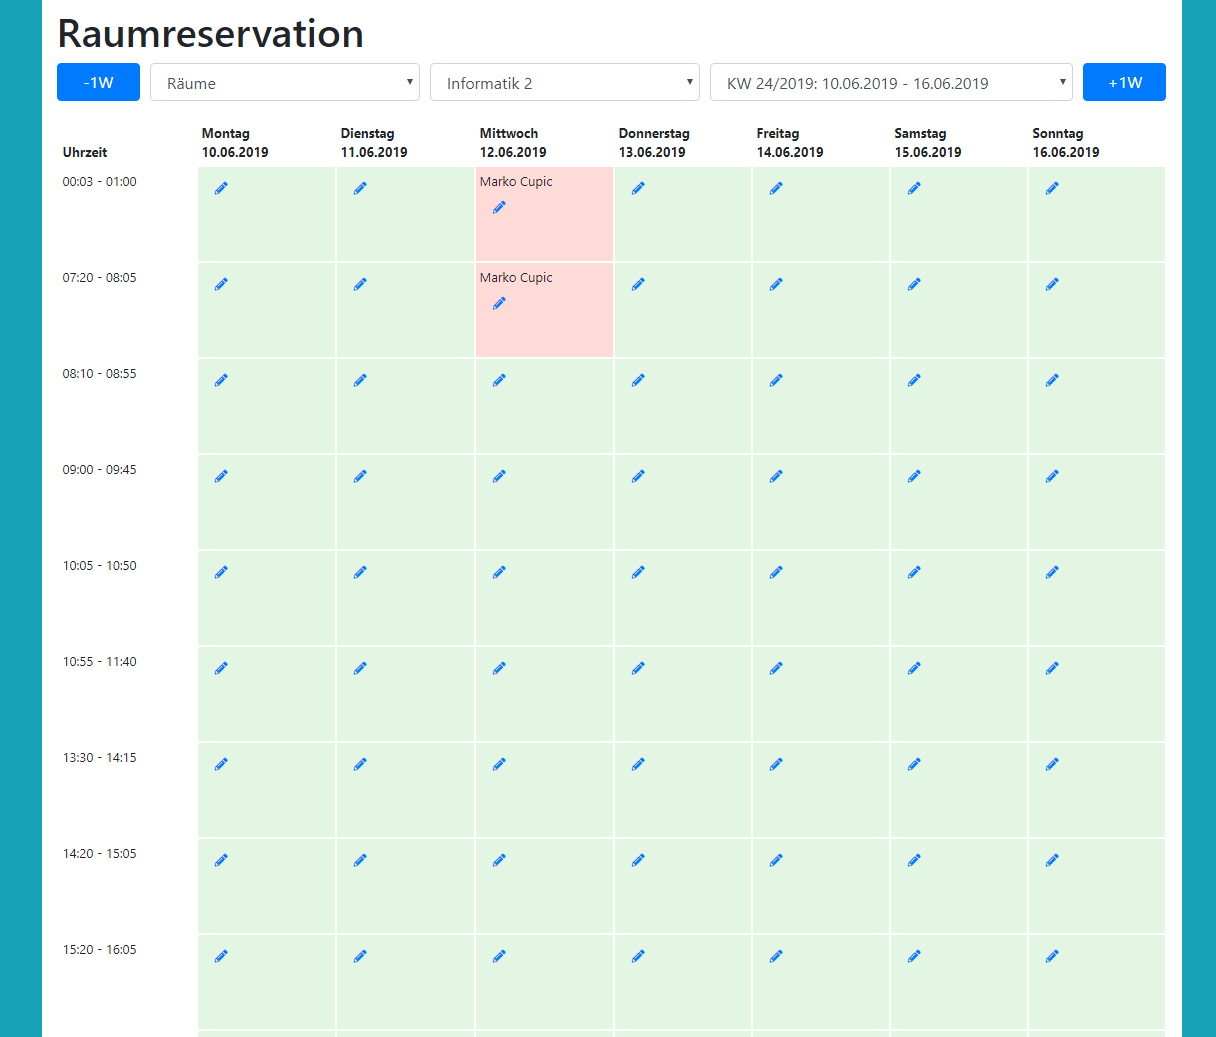 Raumreservation
-1W Räume Informatik 2 KW 24/2019: 10.06.2019 - 16.06.2019 +1W
Montag Dienstag Mittwoch Donnerstag Freitag Samstag Sonntag
Uhrzeit 10.06.2019 11.06.2019 12.06.2019 13.06.2019 14.06.2019 15.06.2019 16.06.2019
00:03 - 01:00 Marko Cupic
07:20 - 08:05 Marko Cupic
08:10 - 08:55
09:00 - 09:45
10:05 - 10:50
10:55 - 11:40
13:30 - 14:15
14:20 - 15:05
15:20 - 16:05